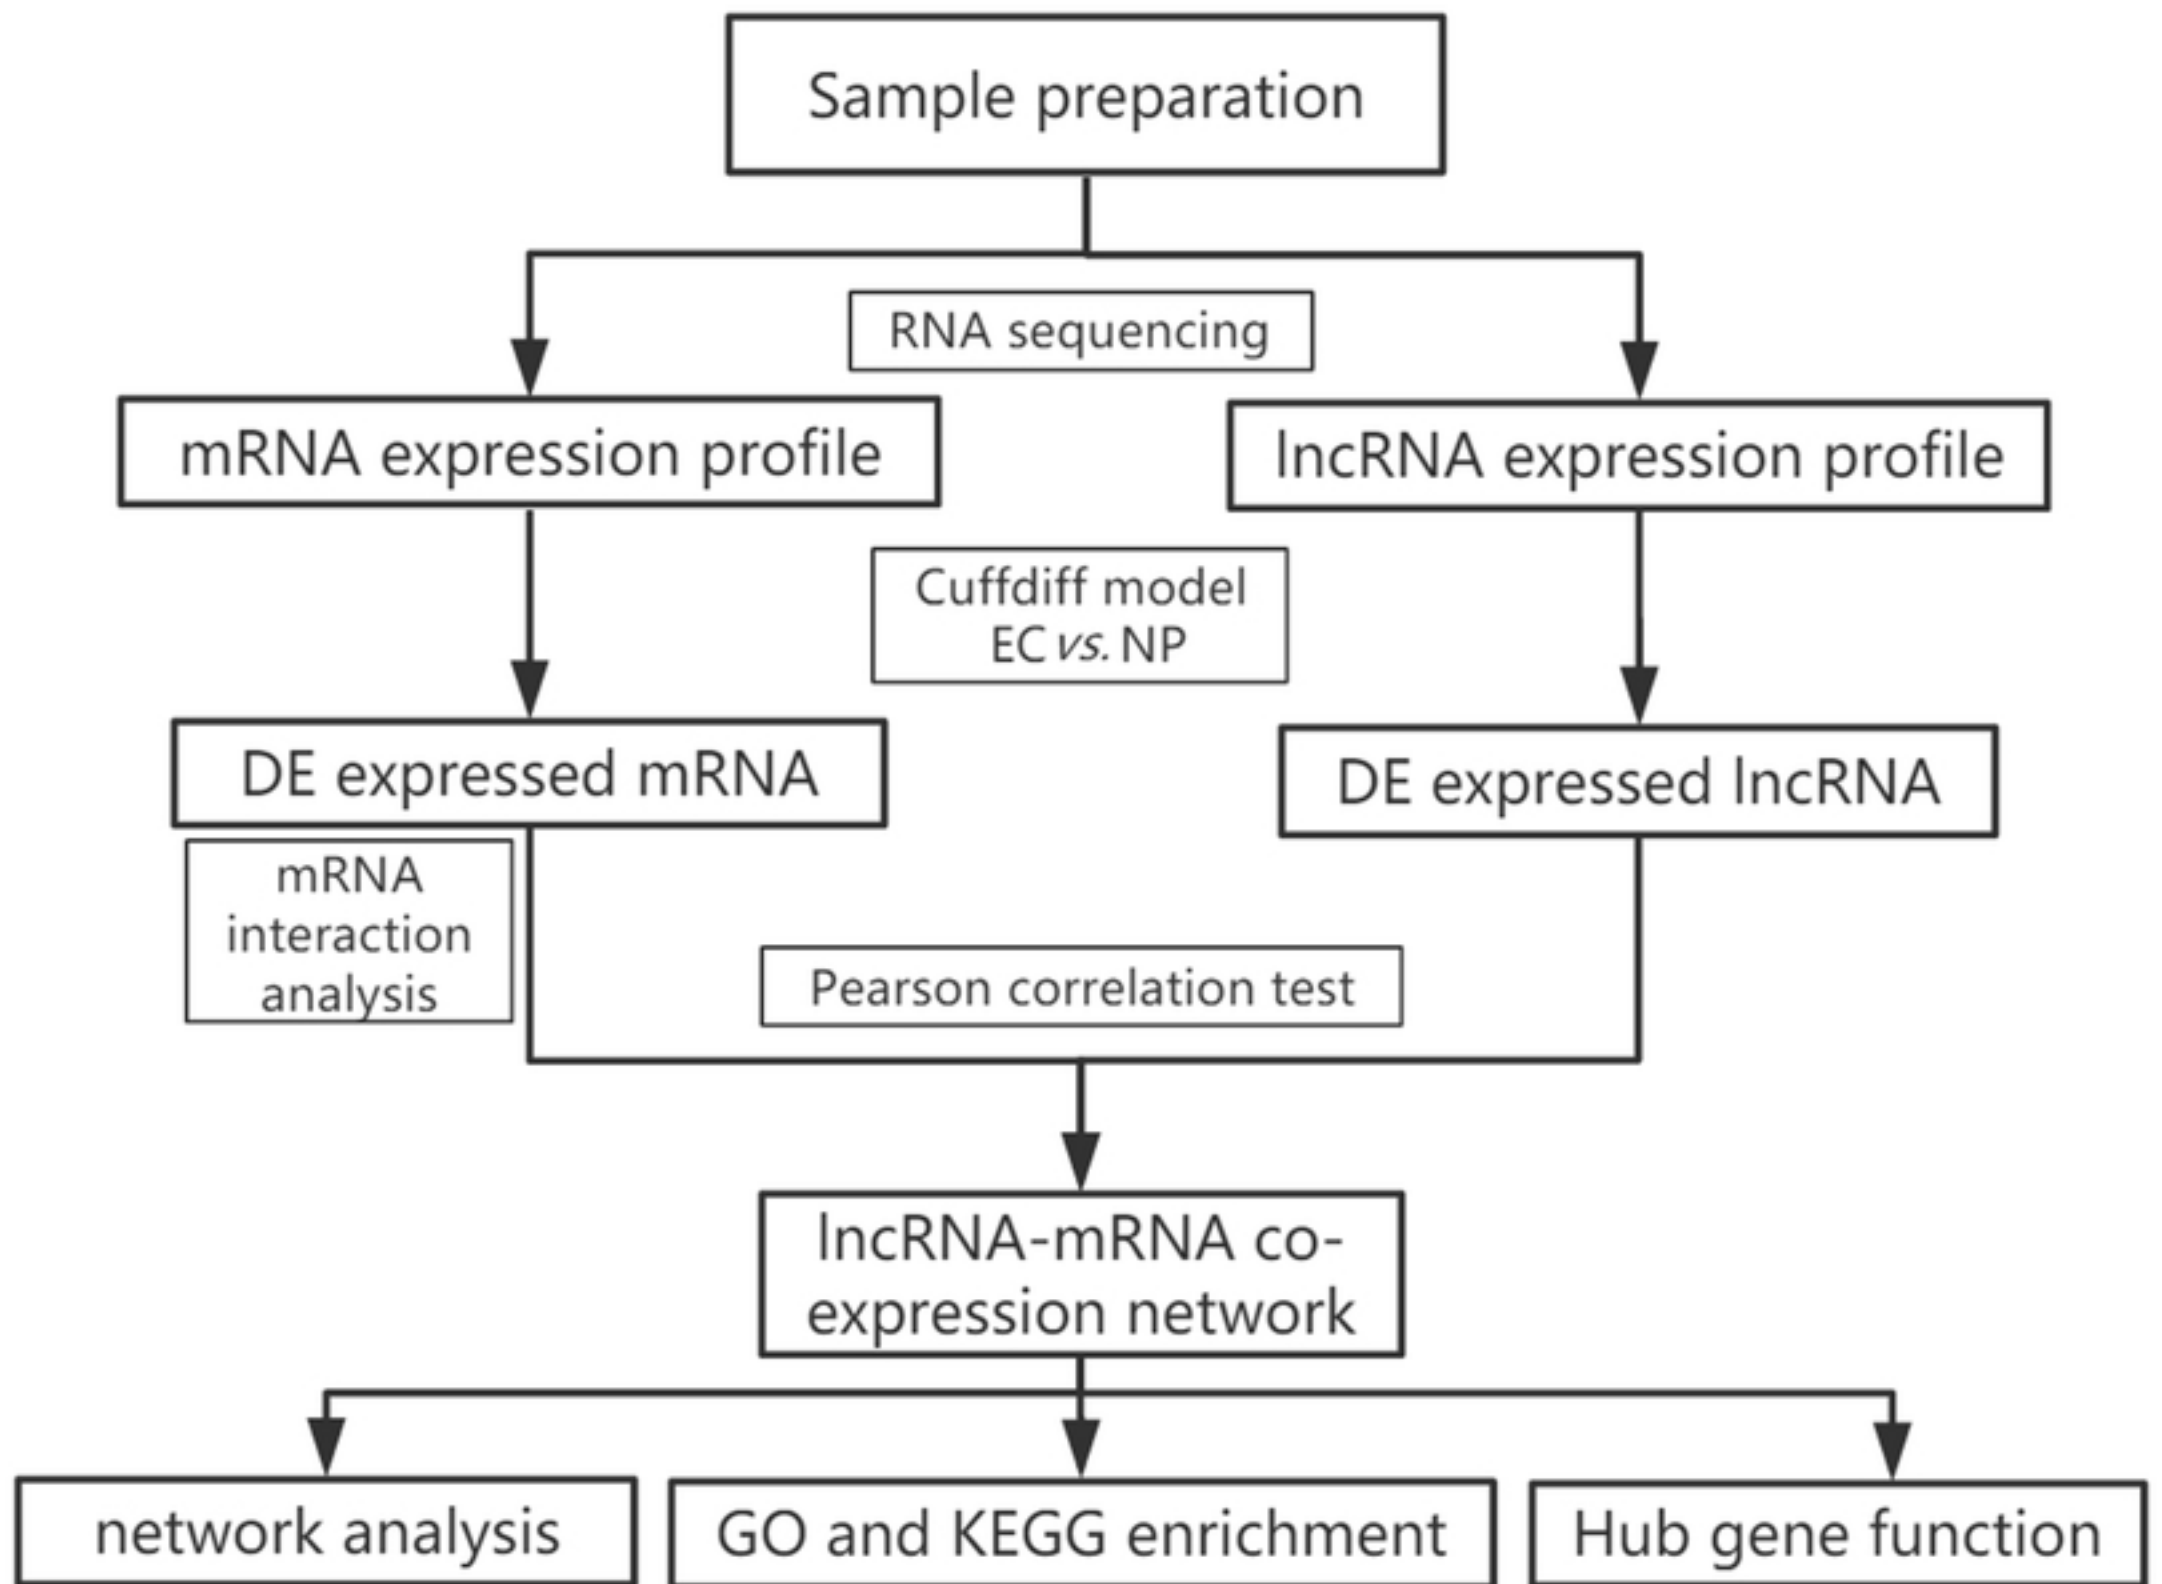 Sample preparation
RNA sequencing
mRNA expression profile
lncRNA expression profile
Cuffdiff model
EC vs. NP
DE expressed mRNA
DE expressed lncRNA
mRNA
interaction
analysis
Pearson correlation test
lncRNA-mRNA co-
expression network
network analysis
GO and KEGG enrichment
Hub gene function